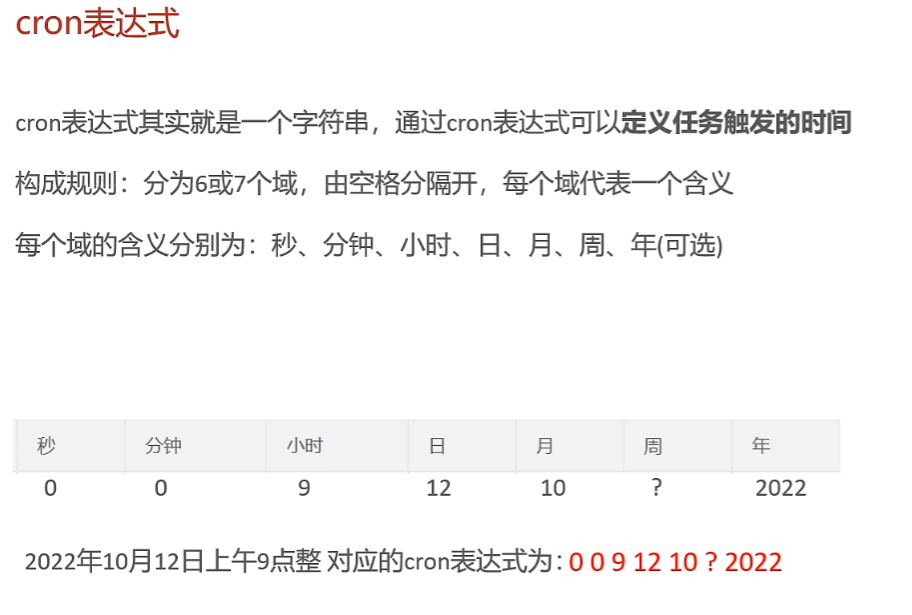 cron表达式
cron表达式其实就是一个字符串，通过cron表达式可以定义任务触发的时间
构成规则：分为6或7个域，由空格分隔开，每个域代表一个含义
每个域的含义分别为：秒、分钟、小时、日、月、周、年(可选)
秒 分钟 小时 日 月 周 年
0 0 9 12 10 ? 2022
2022年10月12日上午9点整 对应的cron表达式为：0 0 9 12 10 ? 2022